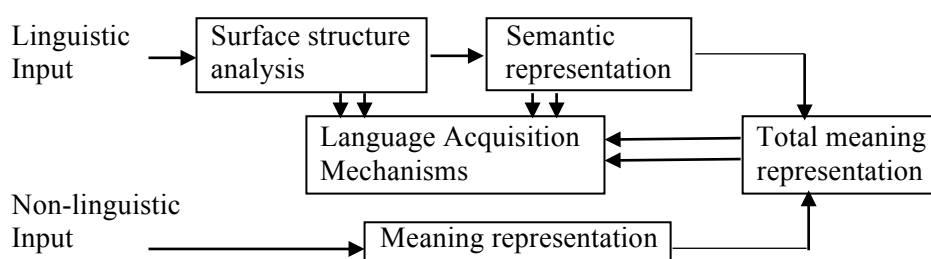 Linguistic
Input
Surface structure
analysis
Semantic
representation
Language Acquisition
Mechanisms
Total meaning
representation
Non-linguistic
Input
Meaning representation